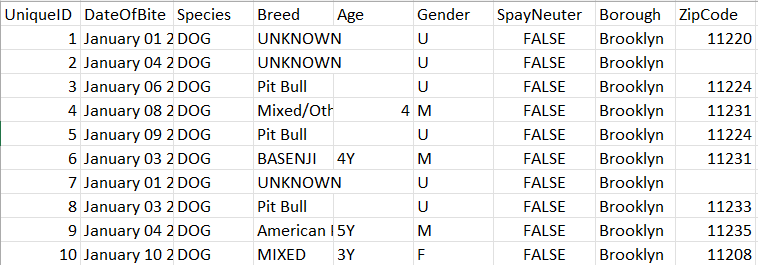 UniqueID DateOfBite Species Breed Age Gender SpayNeuter Borough ZipCode
1 January 01 2 DOG UNKNOWN U FALSE Brooklyn 11220
2 January 04 2 DOG UNKNOWN U FALSE Brooklyn
3 January 06 2 DOG Pit Bull U FALSE Brooklyn 11224
4 January 08 2 DOG Mixed/Oth 4 M FALSE Brooklyn 11231
5 January 09 2 DOG Pit Bull U FALSE Brooklyn 11224
6 January 03 2 DOG BASENJI 4Y M FALSE Brooklyn 11231
7 January 01 2 DOG UNKNOWN U FALSE Brooklyn
8 January 03 2 DOG Pit Bull U FALSE Brooklyn 11233
9 January 04 2 DOG American 5Y M FALSE Brooklyn 11235
10 January 10 2 DOG MIXED 3Y F FALSE Brooklyn 11208